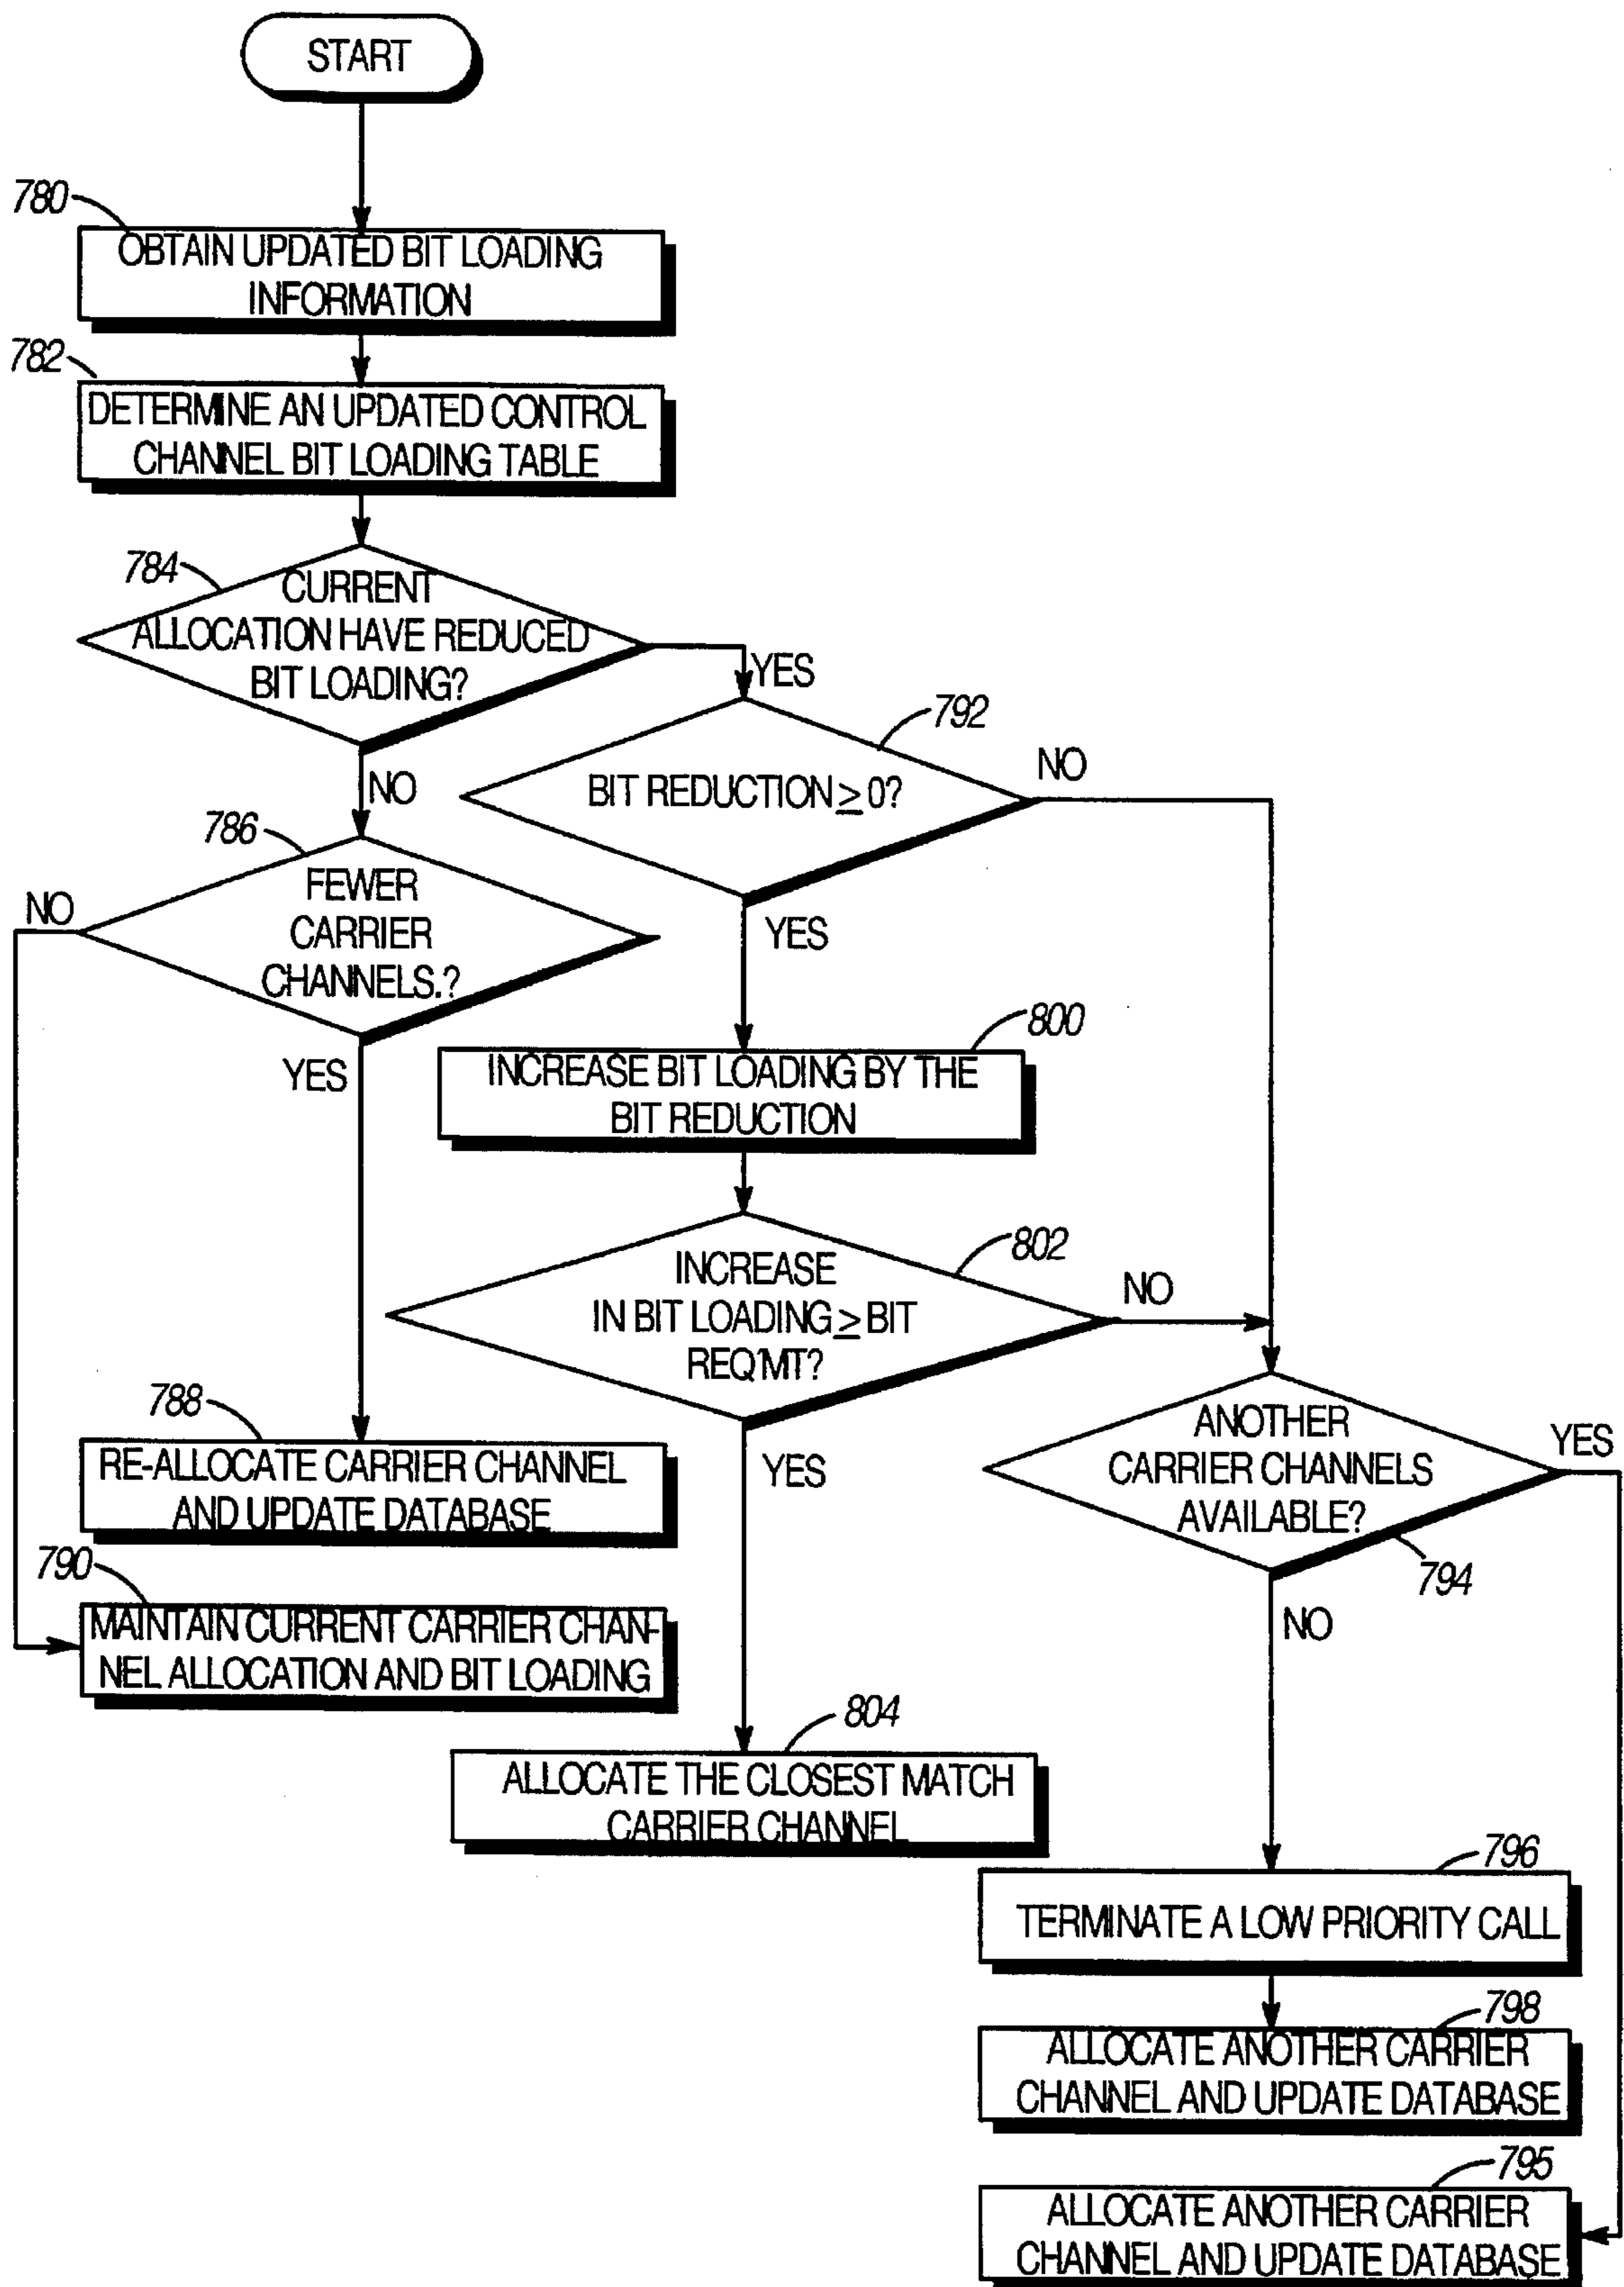 START
780
OBTAIN UPDATED BIT LOADING
INFORMATION
782
DETERMINE AN UPDATED CONTROL
CHANNEL BIT LOADING TABLE
784
CURRENT
ALLOCATION HAVE REDUCED
BIT LOADING?
YES
NO
792
BIT REDUCTION ≥ 0?
NO
YES
786
FEWER
CARRIER
CHANNELS.?
NO
YES
800
INCREASE BIT LOADING BY THE
BIT REDUCTION
802
INCREASE
IN BIT LOADING ≥ BIT
REQ'MT?
NO
YES
788
RE-ALLOCATE CARRIER CHANNEL
AND UPDATE DATABASE
790
MAINTAIN CURRENT CARRIER CHAN-
NEL ALLOCATION AND BIT LOADING
804
ALLOCATE THE CLOSEST MATCH
CARRIER CHANNEL
ANOTHER
CARRIER CHANNELS
AVAILABLE?
YES
794
NO
796
TERMINATE A LOW PRIORITY CALL
798
ALLOCATE ANOTHER CARRIER
CHANNEL AND UPDATE DATABASE
795
ALLOCATE ANOTHER CARRIER
CHANNEL AND UPDATE DATABASE